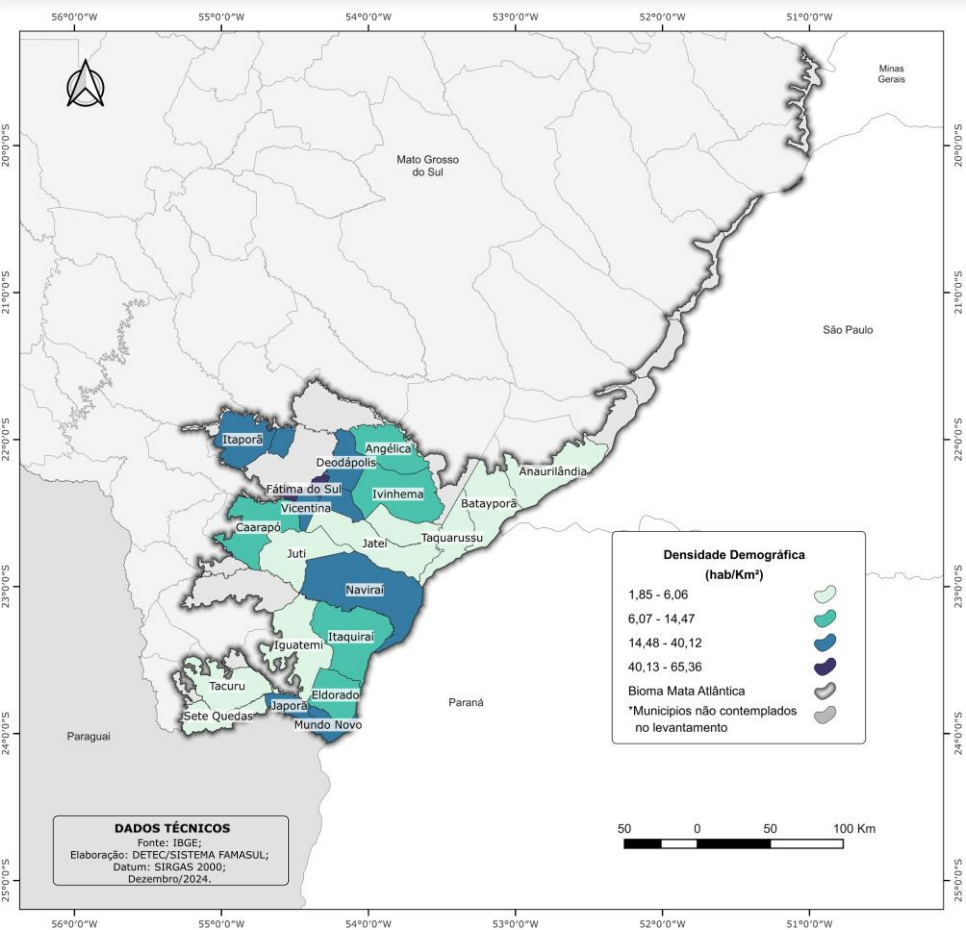 56°0'0"W 55°0'0"W 54°0'0"W 53°0'0"W 52°0'0"W 51°0'0"W
Minas
Gerais
20°0'0"S 20°0'0"S
Mato Grosso
do Sul
21°0'0"S 21°0'0"S
São Paulo
22°0'0"S 22°0'0"S
Itaporã
Angélica
Deodápolis
Anaurilândia
Fátima do Sul
Ivinhema
Batayporã
Vicentina
Caarapó
Taquarussu
Jateí
Juti
23°0'0"S 23°0'0"S
Naviraí
Itaquiraí
Iguatemi
Tacuru
Eldorado
Japorã
Sete Quedas
Mundo Novo
Paraná
24°0'0"S 24°0'0"S
Paraguai
Densidade Demográfica
(hab/Km²)
1,85 - 6,06
6,07 - 14,47
14,48 - 40,12
40,13 - 65,36
Bioma Mata Atlântica
*Municipios não contemplados
no levantamento
DADOS TÉCNICOS
Fonte: IBGE;
Elaboração: DETEC/SISTEMA FAMASUL;
Datum: SIRGAS 2000;
Dezembro/2024.
50 0 50 100 Km
25°0'0"S 25°0'0"S
56°0'0"W 55°0'0"W 54°0'0"W 53°0'0"W 52°0'0"W 51°0'0"W